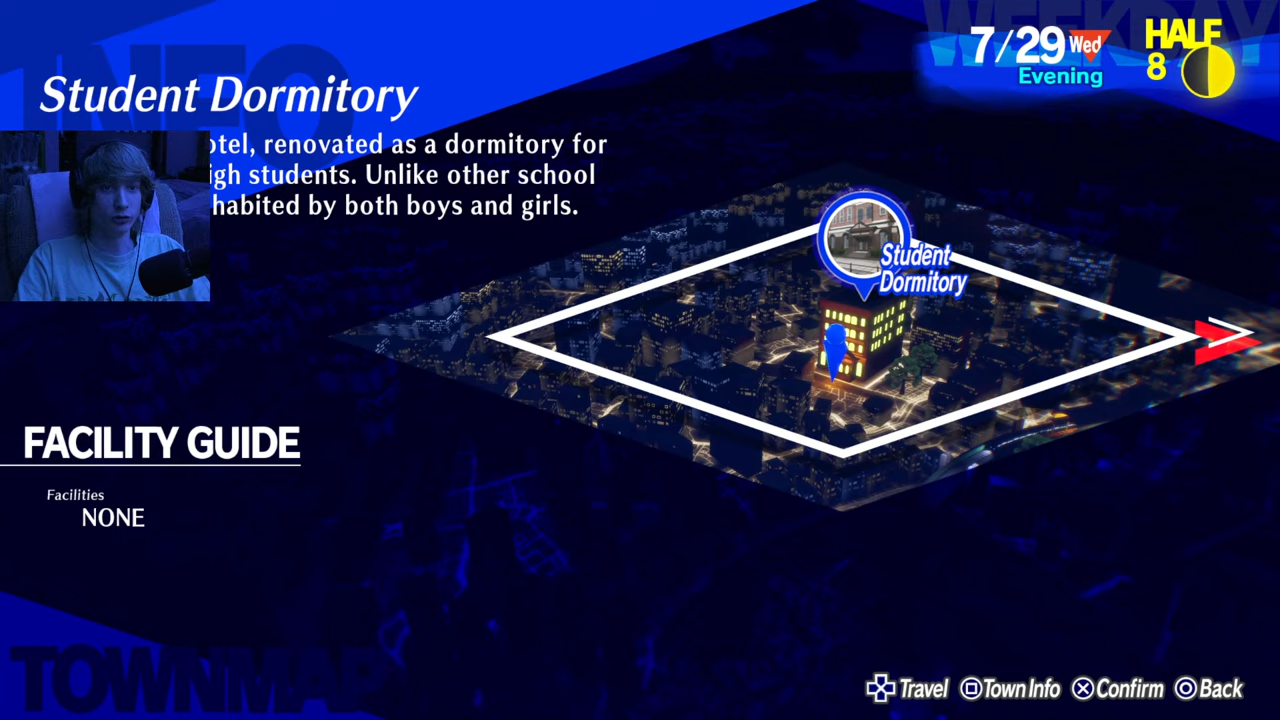 INFO
WEEKDAY
Student Dormitory
otel, renovated as a dormitory for
igh students. Unlike other school
habited by both boys and girls.
7/29 Wed
Evening
HALF
8
Student
Dormitory
FACILITY GUIDE
Facilities
NONE
TOWNMAP
Travel Town Info Confirm Back